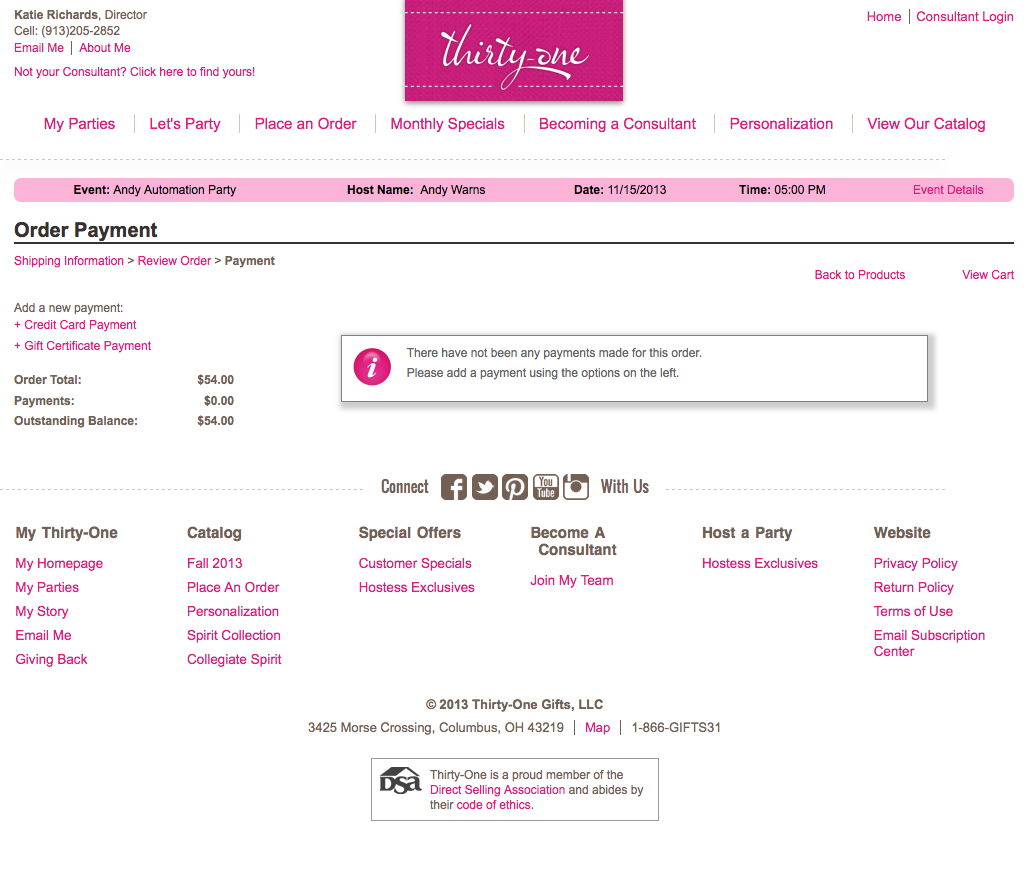 Katie Richards, Director
Cell: (913)205-2852
Email Me | About Me
Not your Consultant? Click here to find yours!
thirty-one
Home | Consultant Login
My Parties | Let's Party | Place an Order | Monthly Specials | Becoming a Consultant | Personalization | View Our Catalog
Event: Andy Automation Party Host Name: Andy Warns Date: 11/15/2013 Time: 05:00 PM Event Details
Order Payment
Shipping Information > Review Order > Payment
Back to Products View Cart
Add a new payment:
+ Credit Card Payment
+ Gift Certificate Payment
Order Total: $54.00
Payments: $0.00
Outstanding Balance: $54.00
i
There have not been any payments made for this order.
Please add a payment using the options on the left.
Connect f You Tube With Us
My Thirty-One
My Homepage
My Parties
My Story
Email Me
Giving Back
Catalog
Fall 2013
Place An Order
Personalization
Spirit Collection
Collegiate Spirit
Special Offers
Customer Specials
Hostess Exclusives
Become A
Consultant
Join My Team
Host a Party
Hostess Exclusives
Website
Privacy Policy
Return Policy
Terms of Use
Email Subscription
Center
© 2013 Thirty-One Gifts, LLC
3425 Morse Crossing, Columbus, OH 43219 | Map | 1-866-GIFTS31
DSA
Thirty-One is a proud member of the
Direct Selling Association and abides by
their code of ethics.